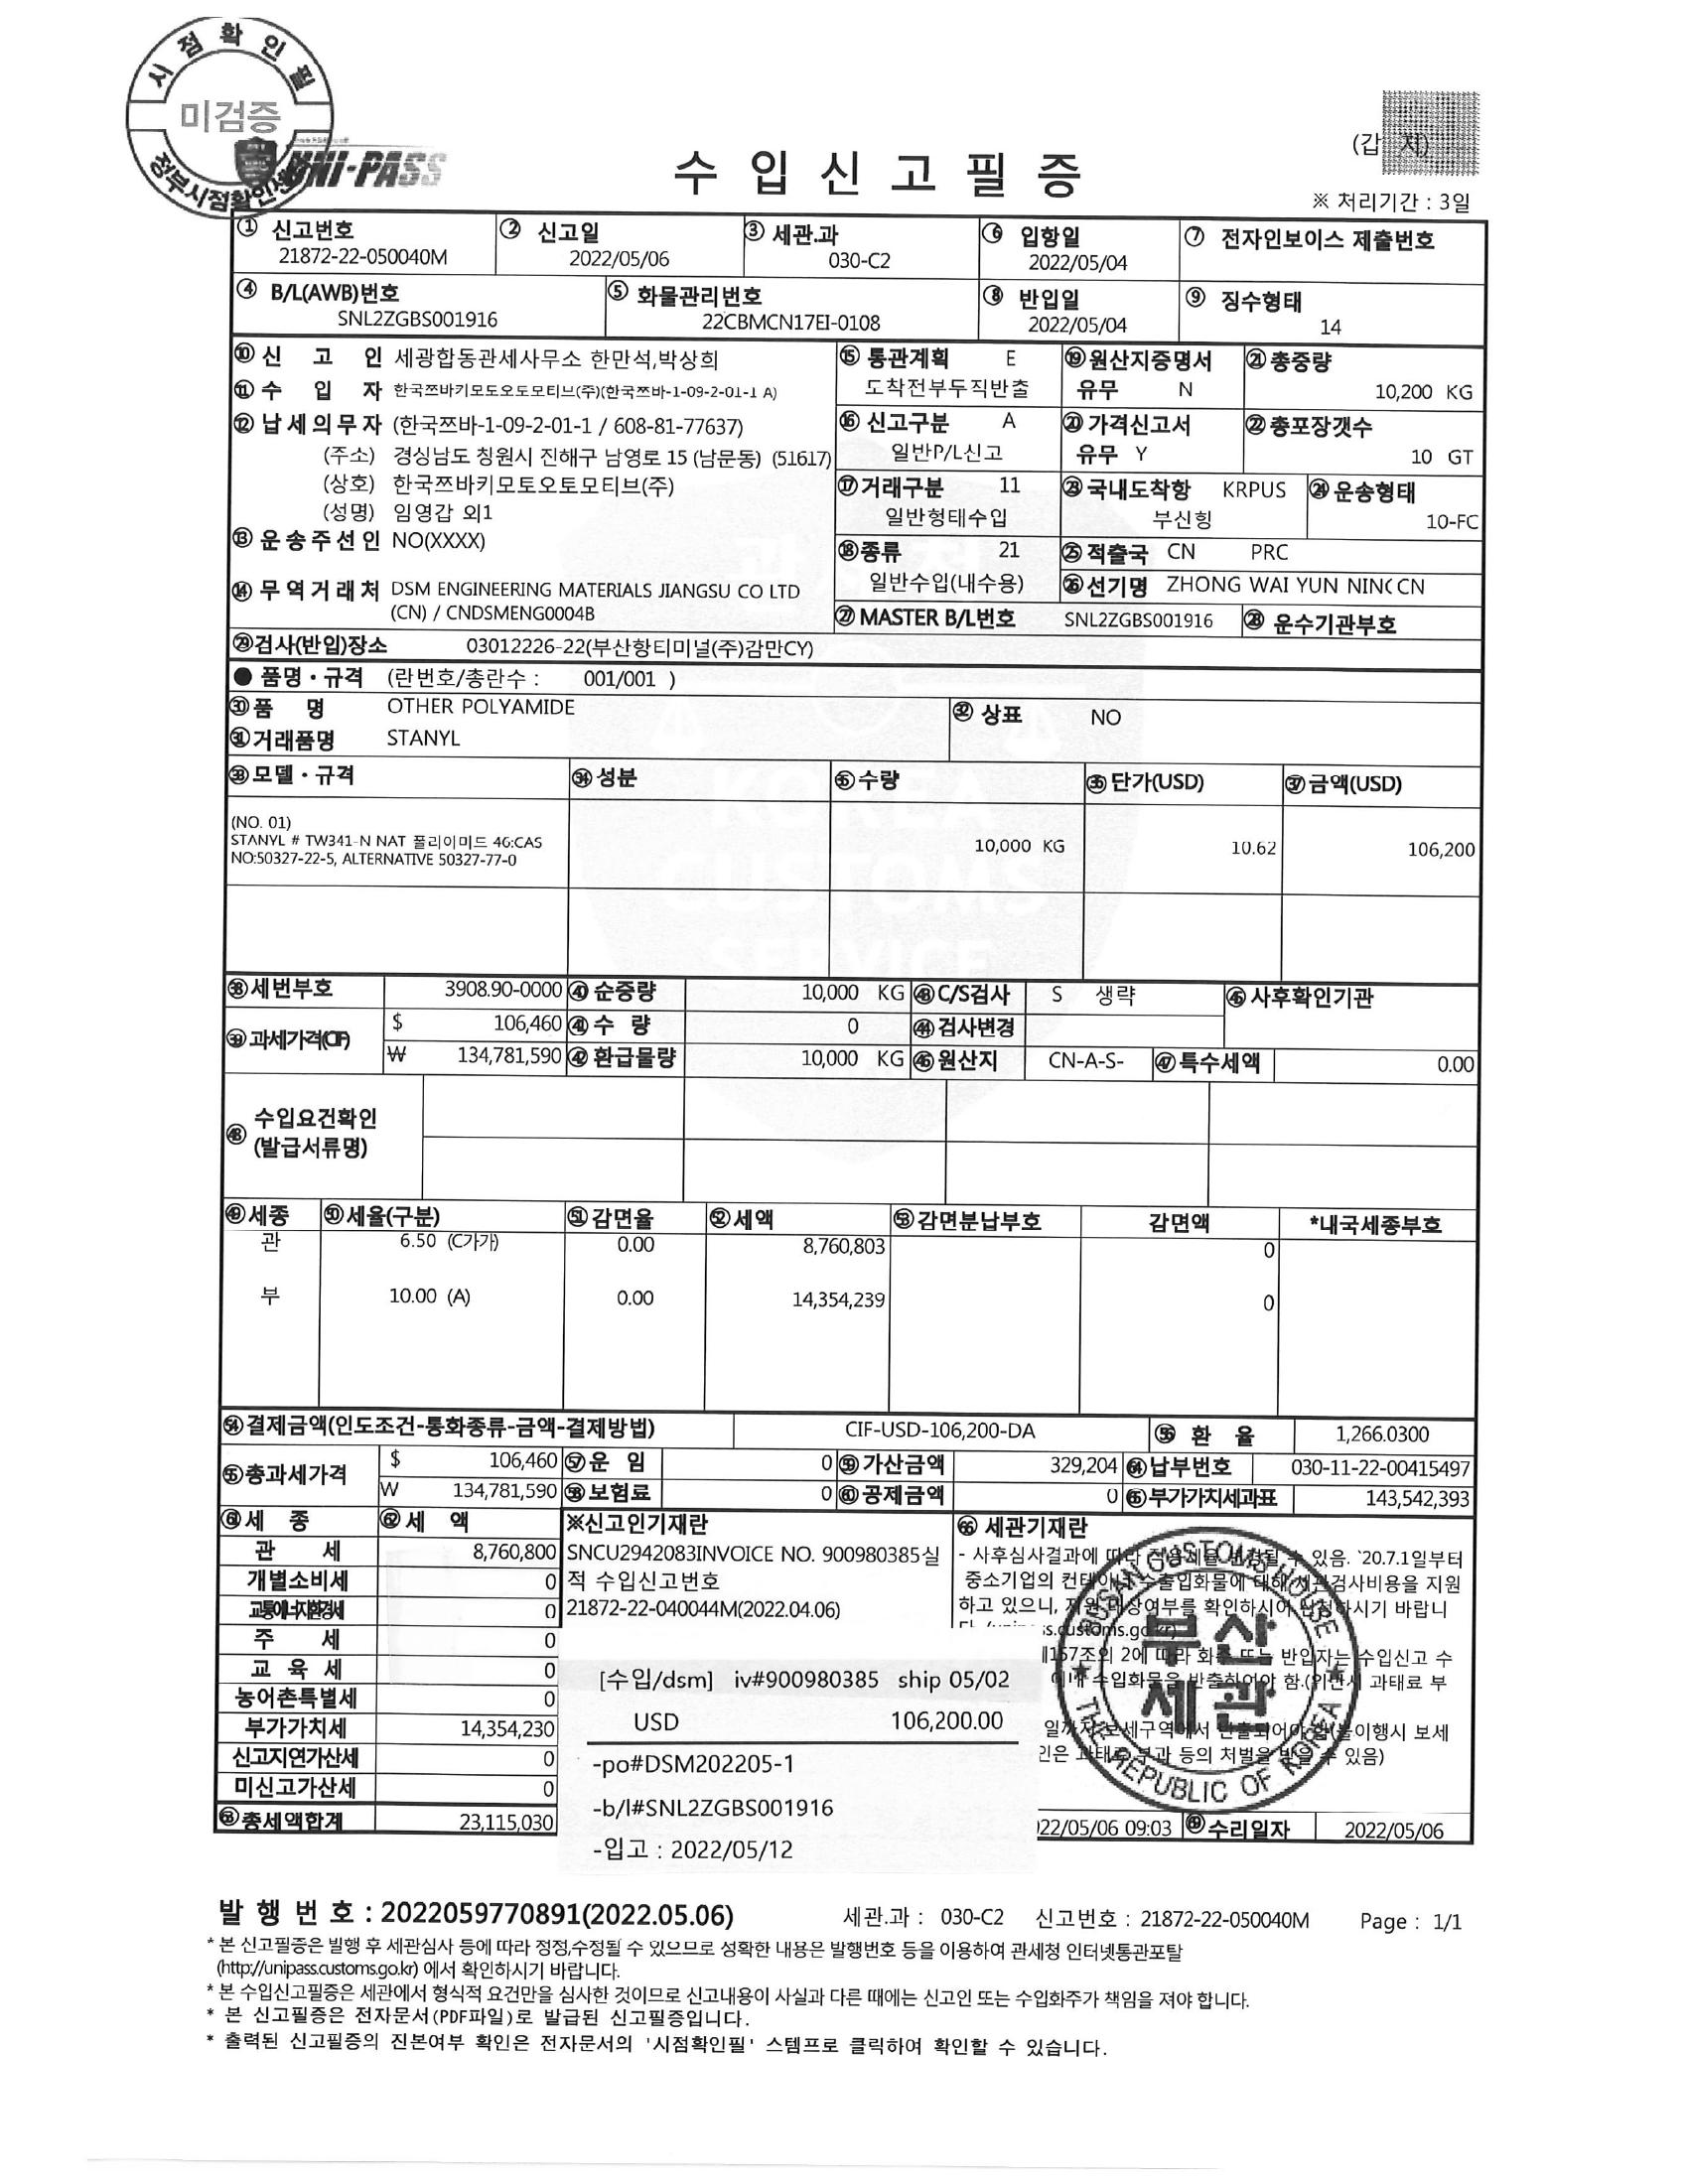 시점확인필
미검증
정부시점확인센
UNI-PASS
수 입 신 고 필 증
(갑 지)
※ 처리기간 : 3일
① 신고번호
21872-22-050040M
② 신고일
2022/05/06
③ 세관.과
030-C2
⑥ 입항일
2022/05/04
⑦ 전자인보이스 제출번호
④ B/L(AWB)번호
SNL2ZGBS001916
⑤ 화물관리번호
22CBMCN17EI-0108
⑧ 반입일
2022/05/04
⑨ 징수형태
14
⑩ 신 고 인 세광합동관세사무소 한만석,박상희
⑪ 수 입 자 한국쯔바키모토오토모티브(주)(한국쯔바-1-09-2-01-1 A)
⑫ 납세의무자 (한국쯔바-1-09-2-01-1 / 608-81-77637)
(주소) 경상남도 창원시 진해구 남영로 15 (남문동) (51617)
(상호) 한국쯔바키모토오토모티브(주)
(성명) 임영갑 외1
⑬ 운송주선인 NO(XXXX)
⑭ 무역거래처 DSM ENGINEERING MATERIALS JIANGSU CO LTD
(CN) / CNDSMENG0004B
⑮ 통관계획 E
도착전부두직반출
⑯ 신고구분 A
일반P/L신고
⑰ 거래구분 11
일반형태수입
⑱ 종류 21
일반수입(내수용)
⑲ 원산지증명서
유무 N
⑳ 가격신고서
유무 Y
㉑ 총중량
10,200 KG
㉒ 총포장갯수
10 GT
㉓ 국내도착항 KRPUS
부산항
㉔ 운송형태
10-FC
㉕ 적출국 CN PRC
㉖ 선기명 ZHONG WAI YUN NING CN
㉗ MASTER B/L번호 SNL2ZGBS001916
㉘ 운수기관부호
㉙ 검사(반입)장소 03012226-22(부산항티미널(주)감만CY)
● 품명·규격 (란번호/총란수 : 001/001 )
㉚ 품 명 OTHER POLYAMIDE
㉛ 거래품명 STANYL
㉜ 상표 NO
㉝ 모델·규격
㉞ 성분
㉟ 수량
㊱ 단가(USD)
㊲ 금액(USD)
(NO. 01)
STANYL # TW341-N NAT 폴리이미드 46:CAS
NO:50327-22-5, ALTERNATIVE 50327-77-0
10,000 KG
10.62
106,200
KOREA
CUSTOMS
SERVICE
㊳ 세번부호 3908.90-0000
㊵ 순중량 10,000 KG
㊸ C/S검사 S 생략
㊺ 사후확인기관
㊴ 과세가격(CIF)
$ 106,460
㊶ 수 량 0
㊹ 검사변경
₩ 134,781,590
㊷ 환급물량 10,000 KG
㊻ 원산지 CN-A-S-
㊼ 특수세액 0.00
㊽ 수입요건확인
(발급서류명)
㊾ 세종
㊿ 세율(구분)
51 감면율
52 세액
53 감면분납부호
감면액
*내국세종부호
관 6.50 (C가가) 0.00 8,760,803 0
부 10.00 (A) 0.00 14,354,239 0
54 결제금액(인도조건-통화종류-금액-결제방법)
CIF-USD-106,200-DA
56 환 율
1,266.0300
55 총과세가격
$ 106,460
57 운 임 0
59 가산금액 329,204
64 납부번호 030-11-22-00415497
₩ 134,781,590
58 보험료 0
60 공제금액 0
65 부가가치세과표 143,542,393
61 세 종
62 세 액
관 세 8,760,800
개별소비세 0
교통에너지환경세 0
주 세 0
교 육 세 0
농어촌특별세 0
부가가치세 14,354,230
신고지연가산세 0
미신고가산세 0
63 총세액합계 23,115,030
※신고인기재란
SNCU2942083INVOICE NO. 900980385실
적 수입신고번호
21872-22-040044M(2022.04.06)
66 세관기재란
- 사후심사결과에 따라 적용세율 변경될 수 있음. `20.7.1일부터
중소기업의 컨테이너 수출입화물에 대해 세관검사비용을 지원
하고 있으니, 지원 대상여부를 확인하시어 신청하시기 바랍니
s.customs.go.kr)
157조의 2에 따라 화주 또는 반입자는 수입신고 수
수입화물을 반출하여야 함.(위반시 과태료 부
보세구역에서 반출되어야 함(불이행시 보세
인은 과태료 부과 등의 처벌을 받을 수 있음)
BUSAN CUSTOMS HOUSE
부산
세관
THE REPUBLIC OF KOREA
[수입/dsm] iv#900980385 ship 05/02
USD 106,200.00
-po#DSM202205-1
-b/l#SNL2ZGBS001916
-입고 : 2022/05/12
22/05/06 09:03
69 수리일자 2022/05/06
발 행 번 호 : 2022059770891(2022.05.06)
세관.과 : 030-C2 신고번호 : 21872-22-050040M Page : 1/1
* 본 신고필증은 발행 후 세관심사 등에 따라 정정,수정될 수 있으므로 정확한 내용은 발행번호 등을 이용하여 관세청 인터넷통관포탈
(http://unipass.customs.go.kr) 에서 확인하시기 바랍니다.
* 본 수입신고필증은 세관에서 형식적 요건만을 심사한 것이므로 신고내용이 사실과 다른 때에는 신고인 또는 수입화주가 책임을 져야 합니다.
* 본 신고필증은 전자문서(PDF파일)로 발급된 신고필증입니다.
* 출력된 신고필증의 진본여부 확인은 전자문서의 '시점확인필' 스템프로 클릭하여 확인할 수 있습니다.